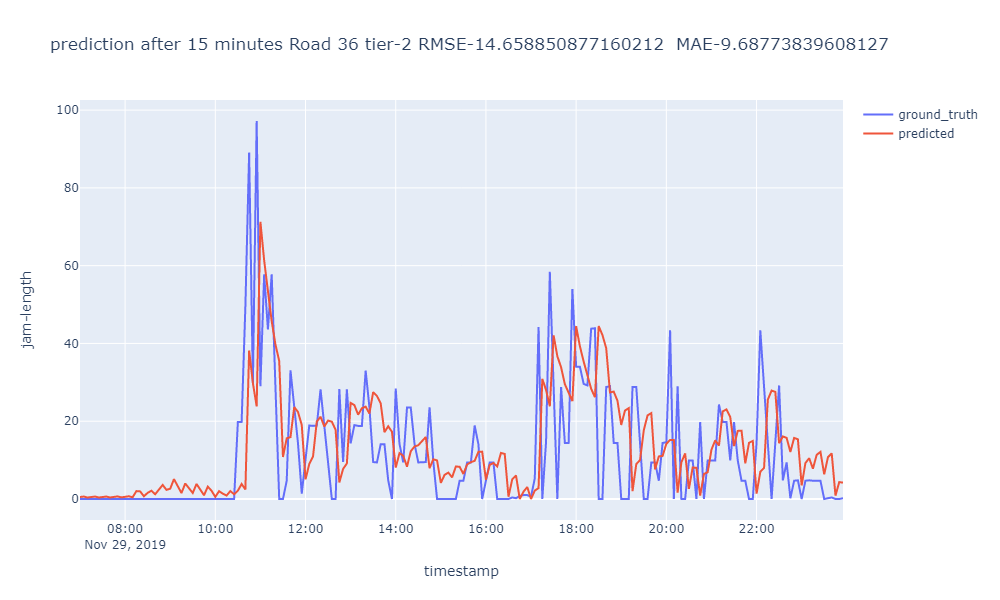 prediction after 15 minutes Road 36 tier-2 RMSE-14.658850877160212  MAE-9.68773839608127
ground_truth
predicted
100
80
60
40
20
0
jam-length
08:00 10:00 12:00 14:00 16:00 18:00 20:00 22:00
Nov 29, 2019
timestamp